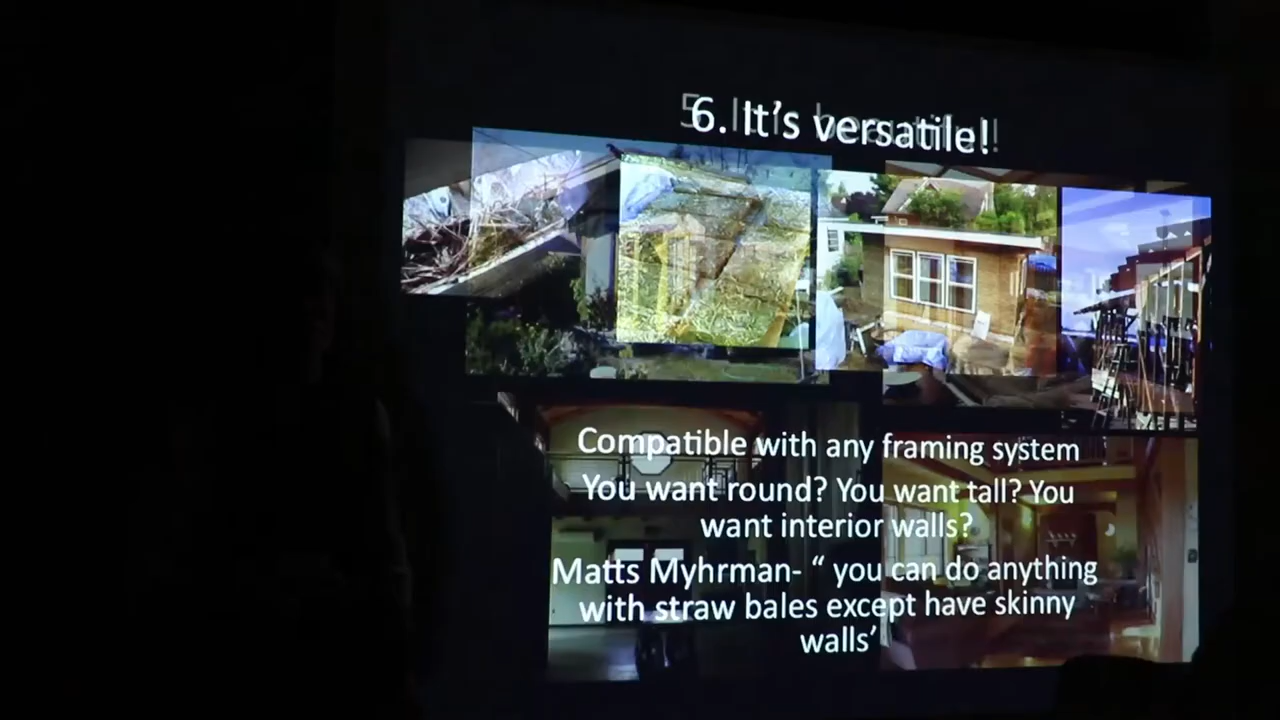 6. It's versatile!
Compatible with any framing system
You want round? You want tall? You
want interior walls?
Matts Myhrman- “ you can do anything
with straw bales except have skinny
walls’